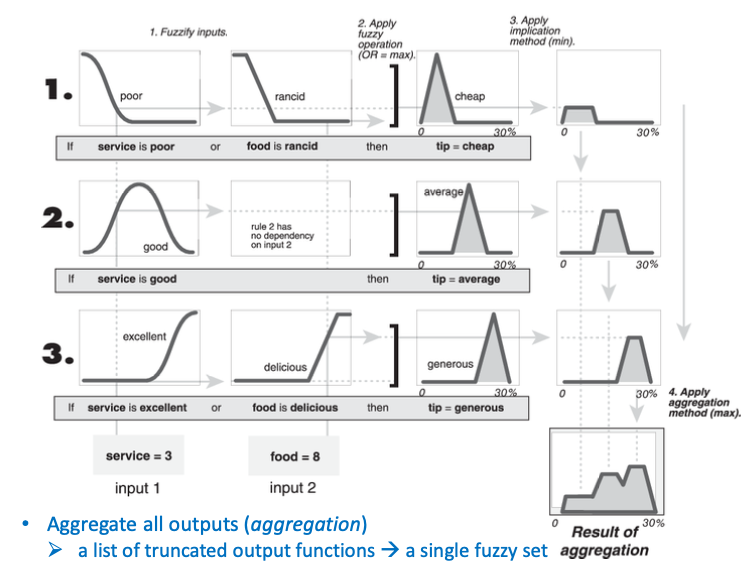 1. Fuzzify inputs.
2. Apply
fuzzy
operation
(OR = max).
3. Apply
implication
method (min).
1.
poor
rancid
cheap
0 30%
0 30%
If service is poor or food is rancid then tip = cheap
2.
good
rule 2 has
no dependency
on input 2
average
0 30%
0 30%
If service is good then tip = average
3.
excellent
delicious
generous
0 30%
0 30%
If service is excellent or food is delicious then tip = generous
4. Apply
aggregation
method (max).
service = 3
food = 8
input 1
input 2
0 30%
Result of
aggregation
• Aggregate all outputs (aggregation)
➢ a list of truncated output functions → a single fuzzy set